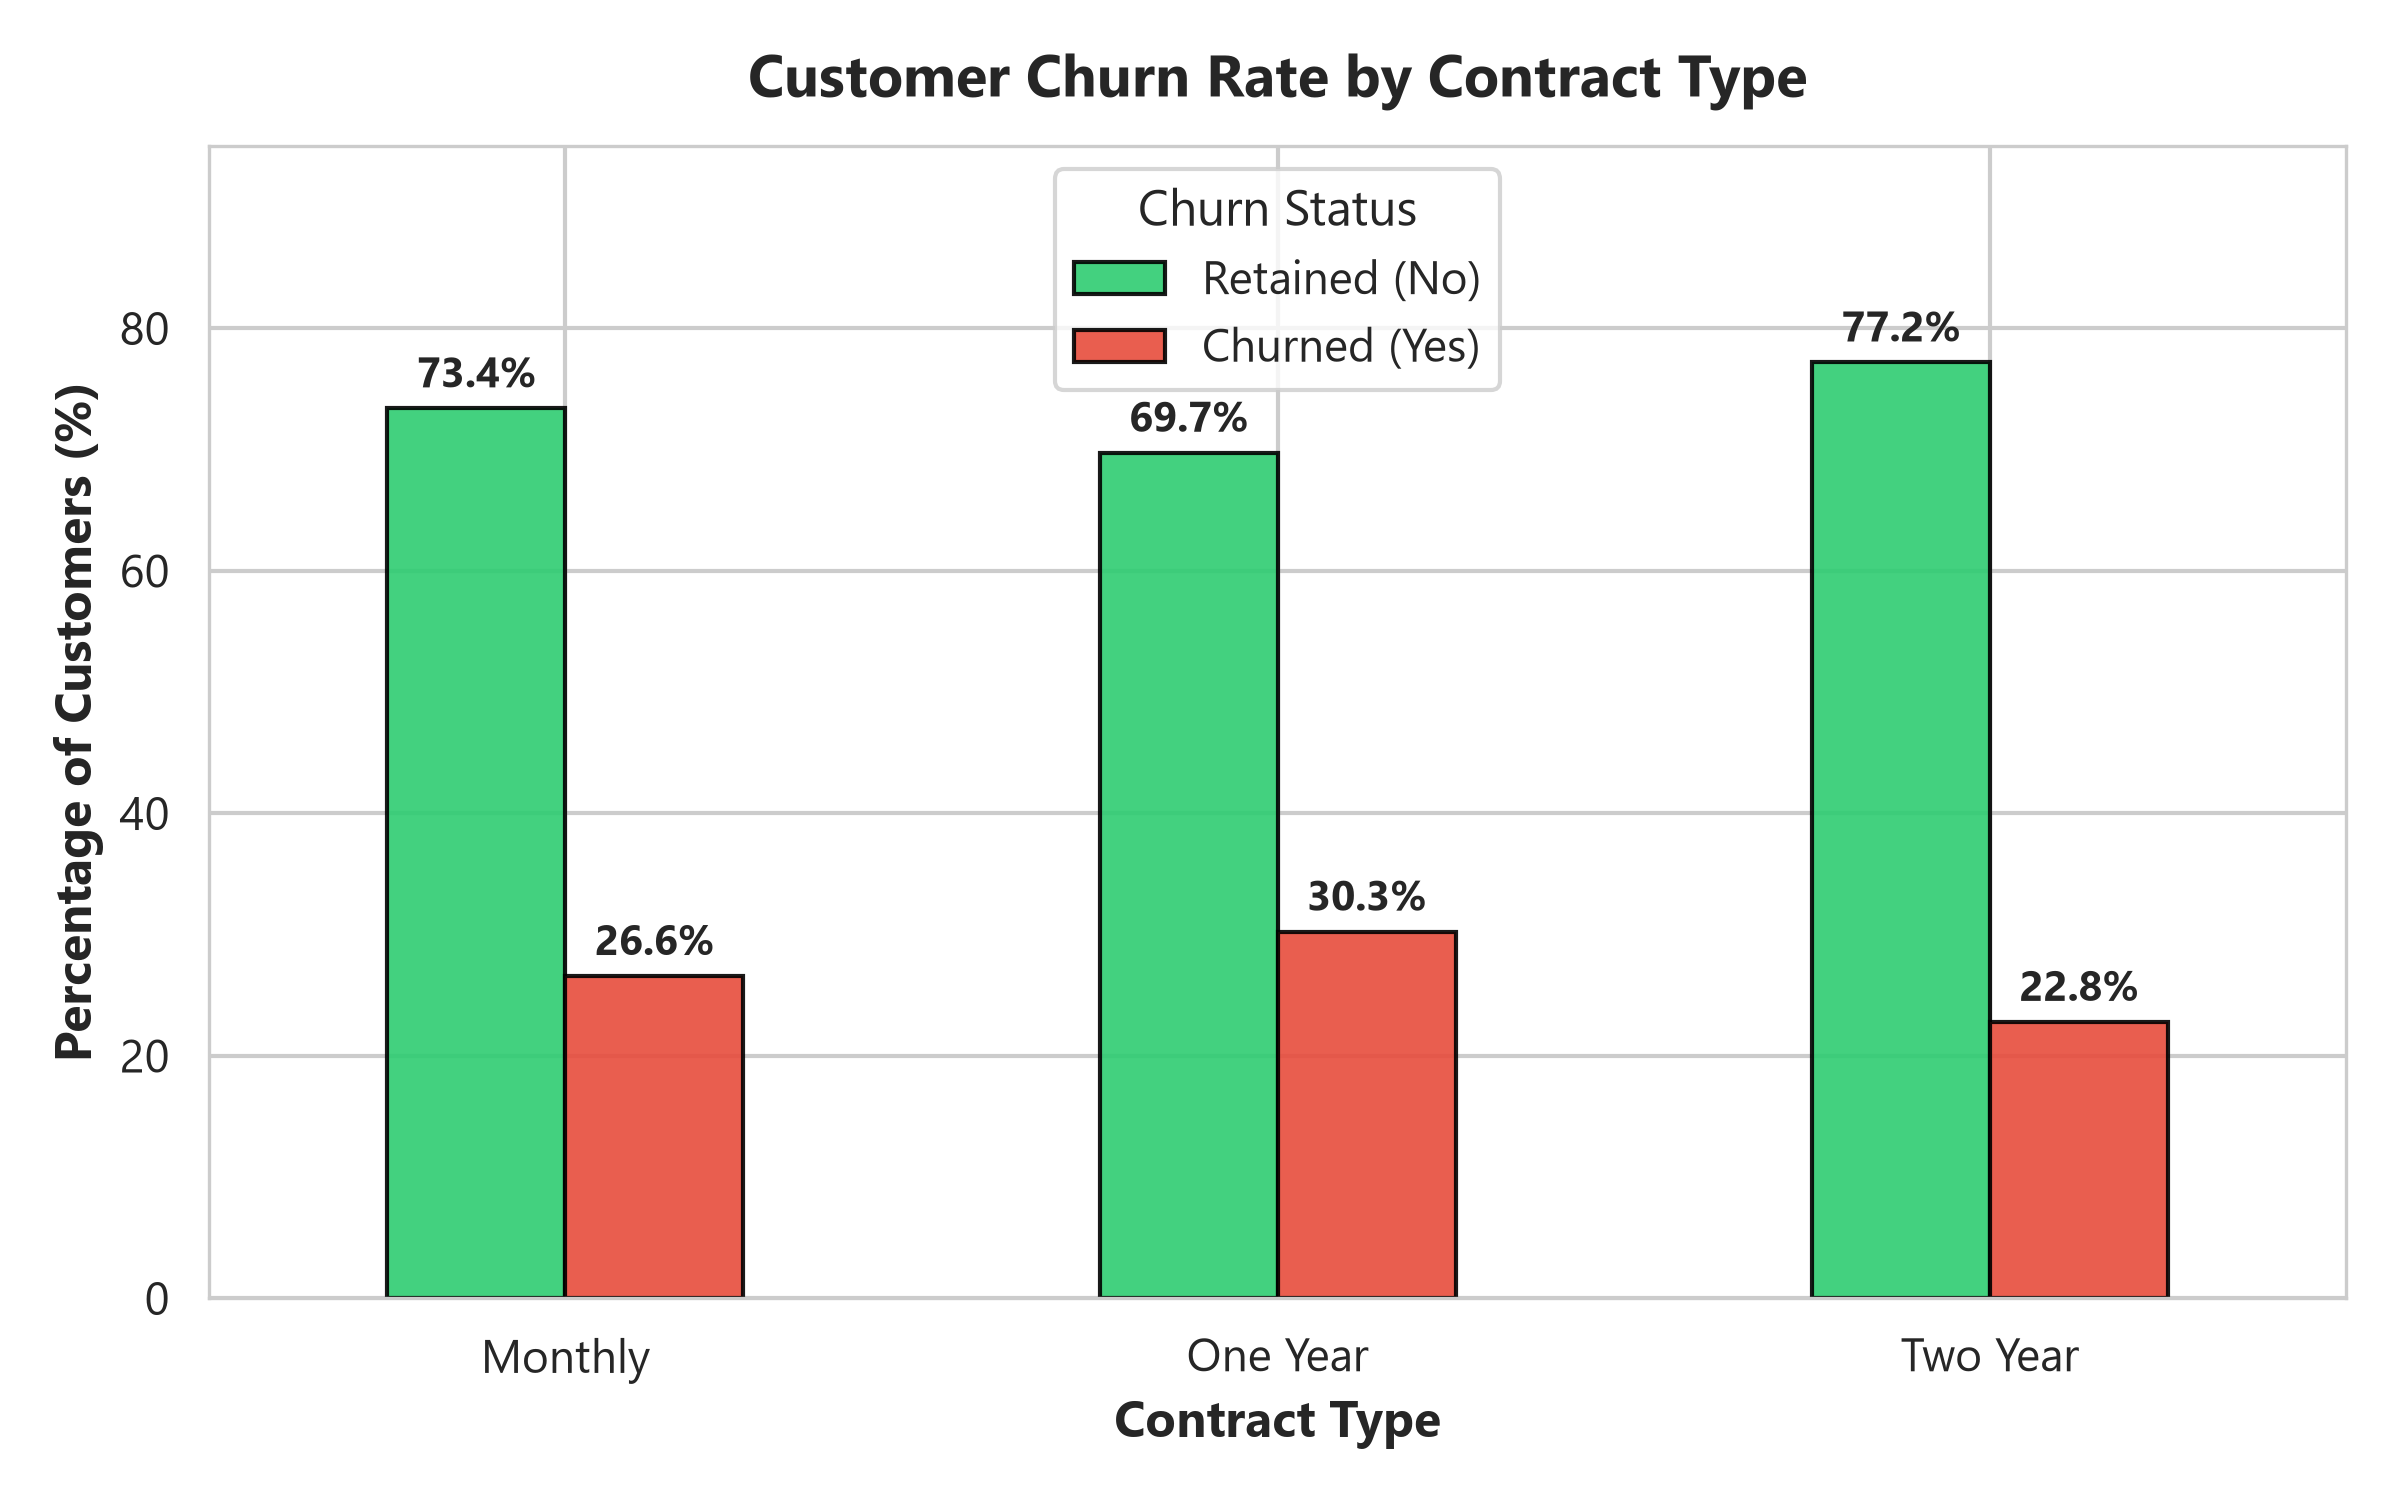 Customer Churn Rate by Contract Type
Churn Status
Retained (No)
Churned (Yes)
Percentage of Customers (%)
80
60
40
20
0
73.4%
26.6%
69.7%
30.3%
77.2%
22.8%
Monthly
One Year
Two Year
Contract Type